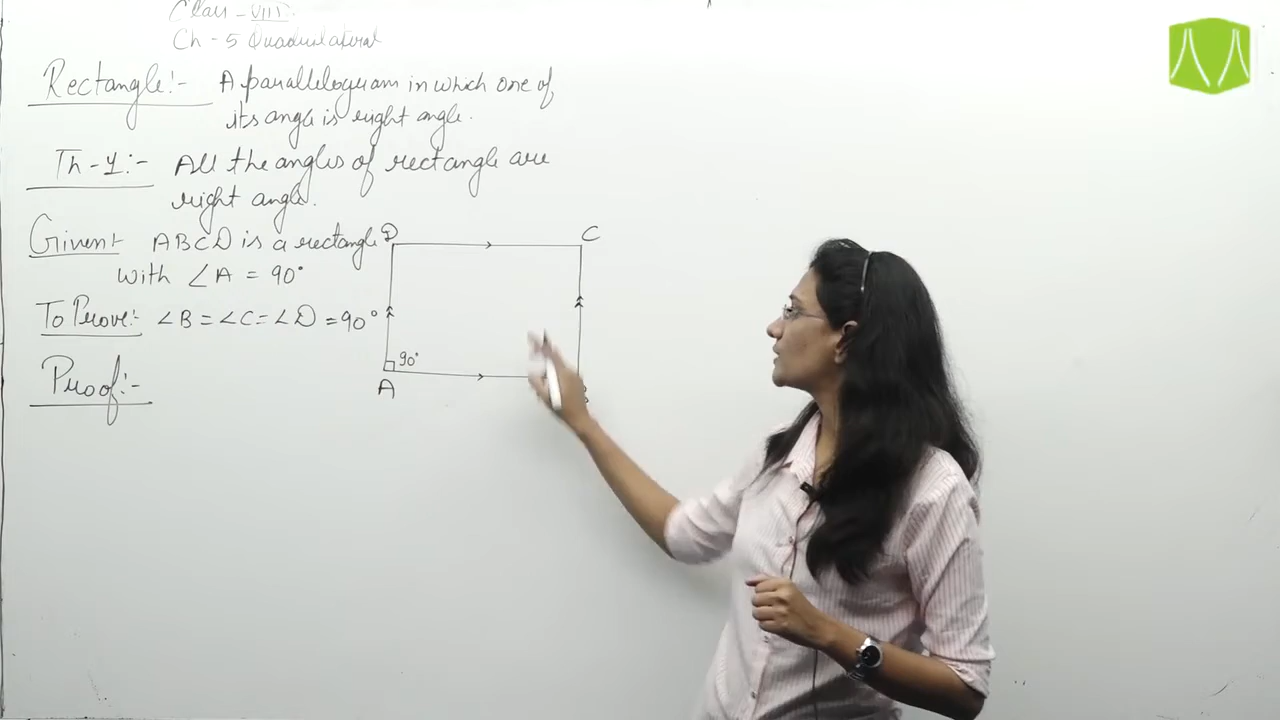 Class - VIII
Ch - 5 Quadrilateral
Rectangle:- A parallelogram in which one of
its angle is right angle.
Th-1:- All the angles of rectangle are
right angle.
Given:- ABCD is a rectangle
with ∠A = 90°
To Prove:- ∠B = ∠C = ∠D = 90°
Proof:-
D C
90°
A B